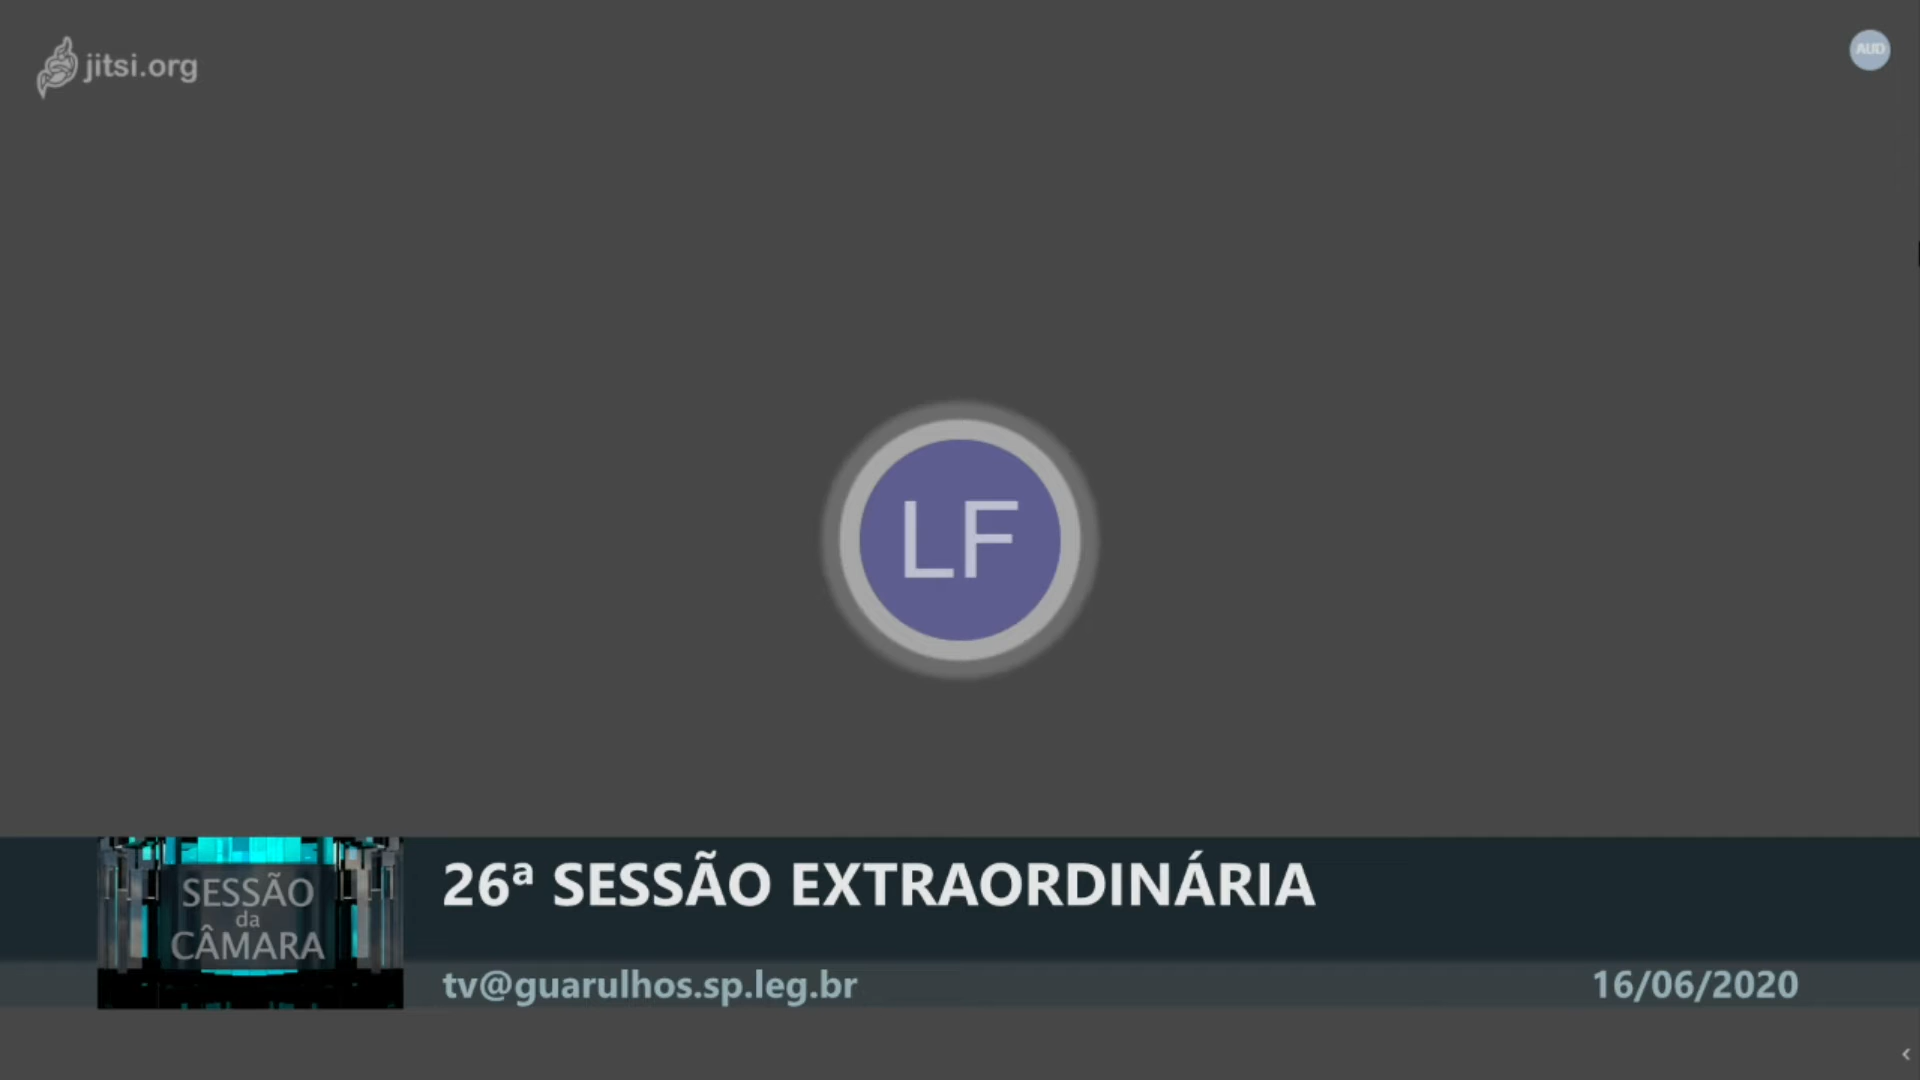 jitsi.org
AUD
LF
SESSÃO
da
CÂMARA
26ª SESSÃO EXTRAORDINÁRIA
tv@guarulhos.sp.leg.br
16/06/2020